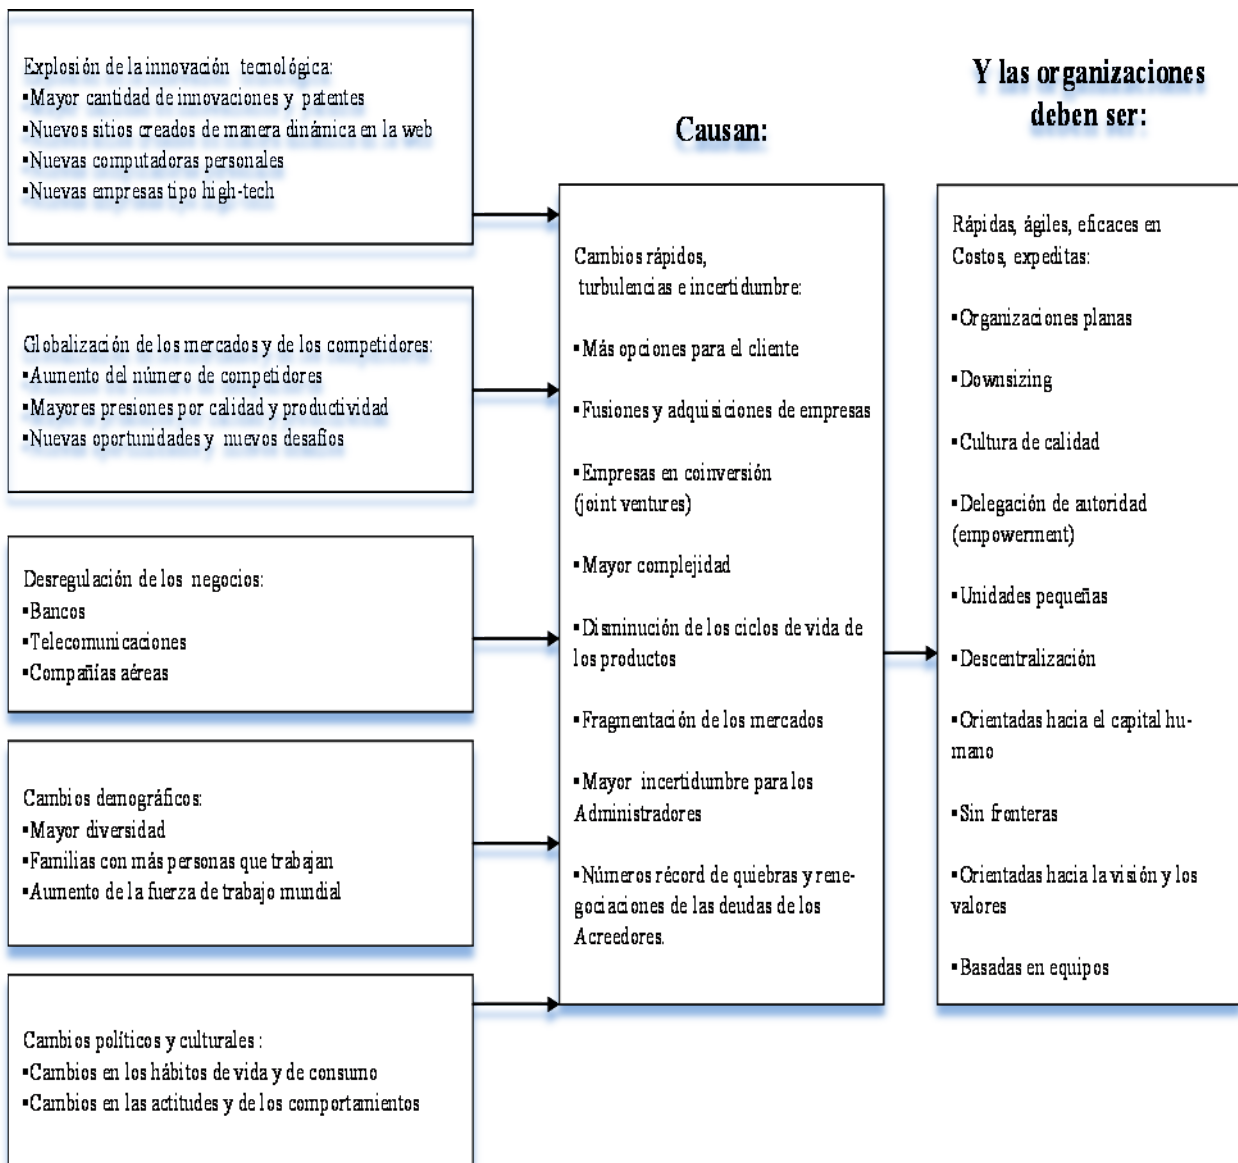 Explosión de la innovación tecnológica:
▪Mayor cantidad de innovaciones y patentes
▪Nuevos sitios creados de manera dinámica en la web
▪Nuevas computadoras personales
▪Nuevas empresas tipo high-tech
Globalización de los mercados y de los competidores:
▪Aumento del número de competidores
▪Mayores presiones por calidad y productividad
▪Nuevas oportunidades y nuevos desafíos
Desregulación de los negocios:
▪Bancos
▪Telecomunicaciones
▪Compañías aéreas
Cambios demográficos:
▪Mayor diversidad
▪Familias con más personas que trabajan
▪Aumento de la fuerza de trabajo mundial
Cambios políticos y culturales :
▪Cambios en los hábitos de vida y de consumo
▪Cambios en las actitudes y de los comportamientos
Causan:
Cambios rápidos,
turbulencias e incertidumbre:
▪Más opciones para el cliente
▪Fusiones y adquisiciones de empresas
▪Empresas en coinversión
(joint ventures)
▪Mayor complejidad
▪Disminución de los ciclos de vida de
los productos
▪Fragmentación de los mercados
▪Mayor incertidumbre para los
Administradores
▪Números récord de quiebras y rene-
gociaciones de las deudas de los
Acreedores.
Y las organizaciones
deben ser:
Rápidas, ágiles, eficaces en
Costos, expeditas:
▪Organizaciones planas
▪Downsizing
▪Cultura de calidad
▪Delegación de autoridad
(empowerment)
▪Unidades pequeñas
▪Descentralización
▪Orientadas hacia el capital hu-
mano
▪Sin fronteras
▪Orientadas hacia la visión y los
valores
▪Basadas en equipos